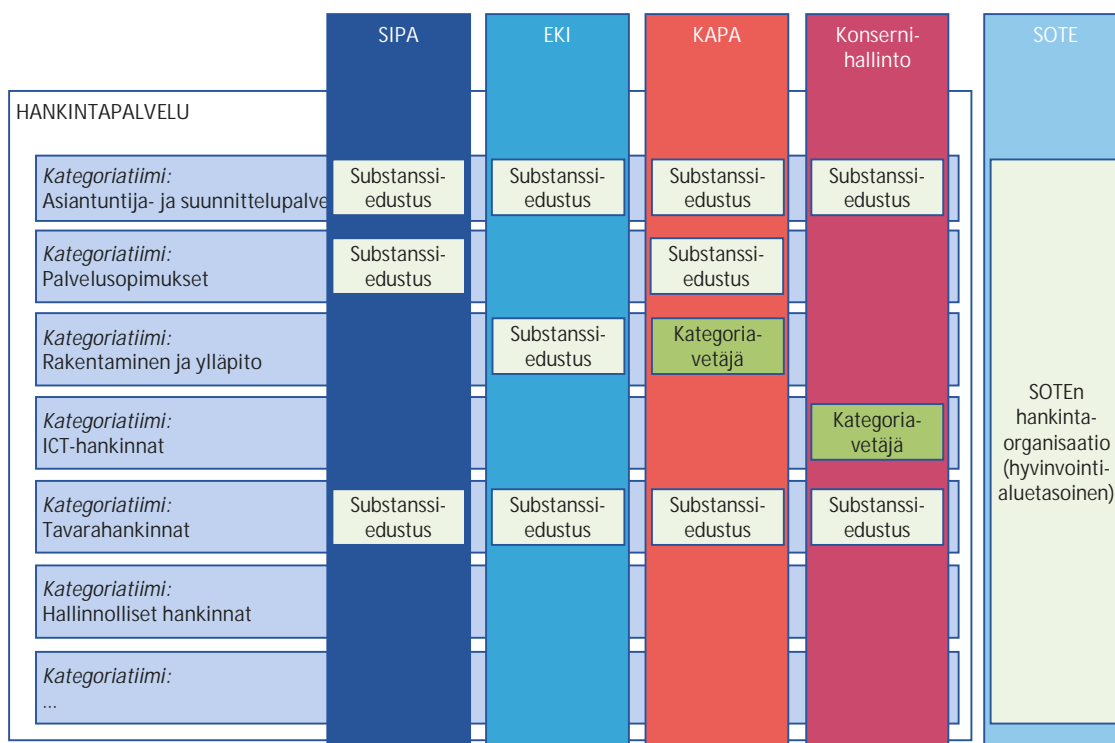 SIPA
EKI
KAPA
Konserni-
hallinto
SOTE
HANKINTAPALVELU
Kategoriatiimi:
Asiantuntija- ja suunnittelupalve
Substanssi-
edustus
Substanssi-
edustus
Substanssi-
edustus
Substanssi-
edustus
Kategoriatiimi:
Palvelusopimukset
Substanssi-
edustus
Substanssi-
edustus
Kategoriatiimi:
Rakentaminen ja ylläpito
Substanssi-
edustus
Kategoria-
vetäjä
Kategoriatiimi:
ICT-hankinnat
Kategoria-
vetäjä
Kategoriatiimi:
Tavarahankinnat
Substanssi-
edustus
Substanssi-
edustus
Substanssi-
edustus
Substanssi-
edustus
Kategoriatiimi:
Hallinnolliset hankinnat
Kategoriatiimi:
...
SOTEn
hankinta-
organisaatio
(hyvinvointi-
aluetasoinen)